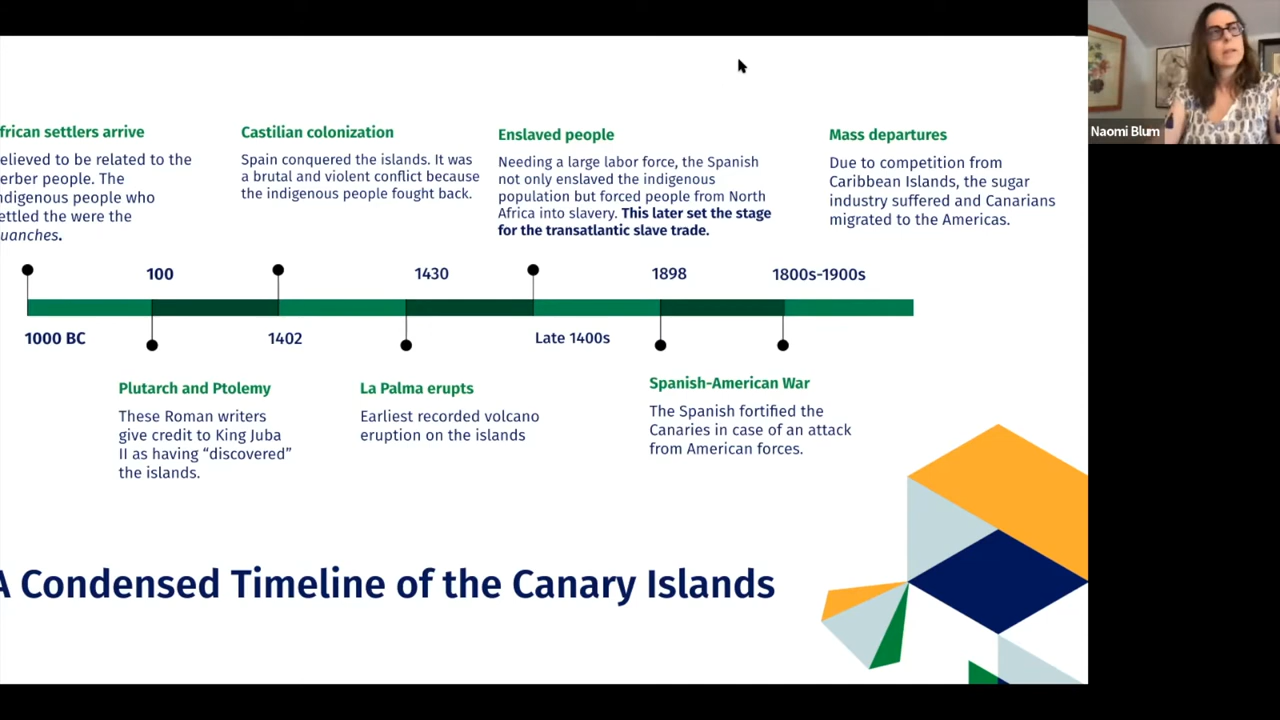 frican settlers arrive
elieved to be related to the
erber people. The
ndigenous people who
ettled the were the
uanches.
Castilian colonization
Spain conquered the islands. It was
a brutal and violent conflict because
the indigenous people fought back.
Enslaved people
Needing a large labor force, the Spanish
not only enslaved the indigenous
population but forced people from North
Africa into slavery. This later set the stage
for the transatlantic slave trade.
Mass departures
Due to competition from
Caribbean Islands, the sugar
industry suffered and Canarians
migrated to the Americas.
Naomi Blum
100
1430
1898
1800s-1900s
1000 BC
1402
Late 1400s
Plutarch and Ptolemy
These Roman writers
give credit to King Juba
II as having “discovered”
the islands.
La Palma erupts
Earliest recorded volcano
eruption on the islands
Spanish-American War
The Spanish fortified the
Canaries in case of an attack
from American forces.
A Condensed Timeline of the Canary Islands